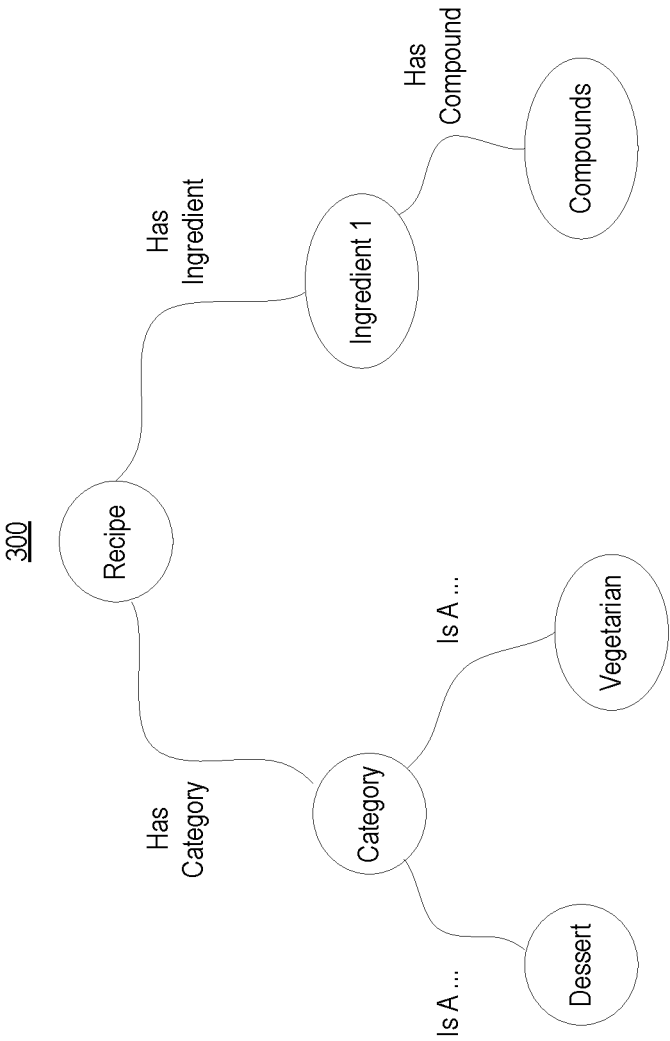 300
Recipe
Has
Category
Has
Ingredient
Category
Ingredient 1
Is A ...
Is A ...
Has
Compound
Dessert
Vegetarian
Compounds